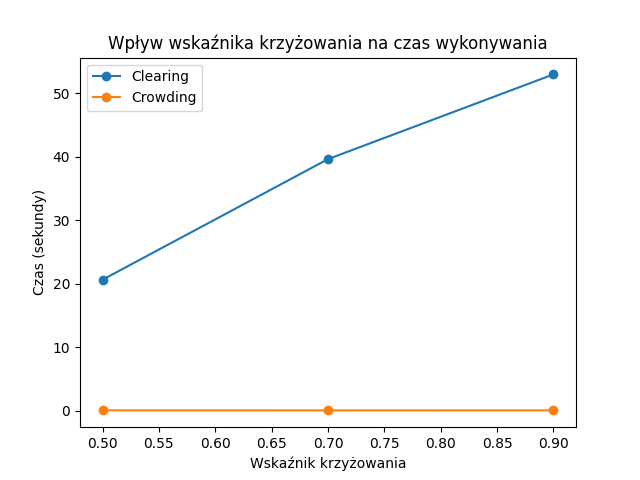 Wpływ wskaźnika krzyżowania na czas wykonywania
Clearing
Crowding
Czas (sekundy)
50
40
30
20
10
0
0.50 0.55 0.60 0.65 0.70 0.75 0.80 0.85 0.90
Wskaźnik krzyżowania